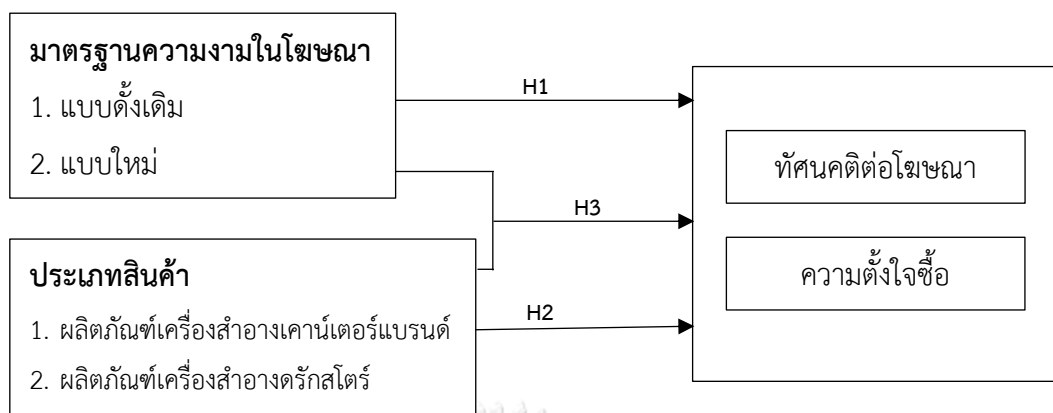 มาตรฐานความงามในโฆษณา
1. แบบดั้งเดิม
2. แบบใหม่
H1
ทัศนคติต่อโฆษณา
H3
ความตั้งใจซื้อ
ประเภทสินค้า
H2
1. ผลิตภัณฑ์เครื่องสำอางเคาน์เตอร์แบรนด์
2. ผลิตภัณฑ์เครื่องสำอางดรักสโตร์